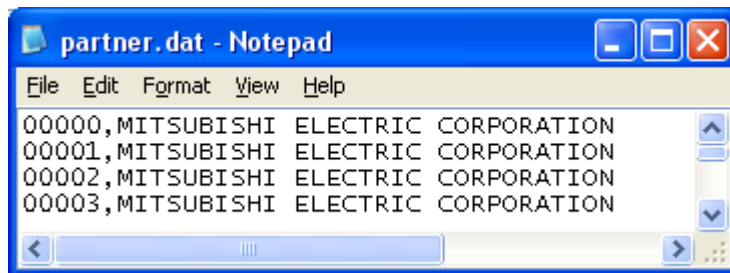 partner.dat - Notepad
File Edit Format View Help
00000,MITSUBISHI ELECTRIC CORPORATION
00001,MITSUBISHI ELECTRIC CORPORATION
00002,MITSUBISHI ELECTRIC CORPORATION
00003,MITSUBISHI ELECTRIC CORPORATION